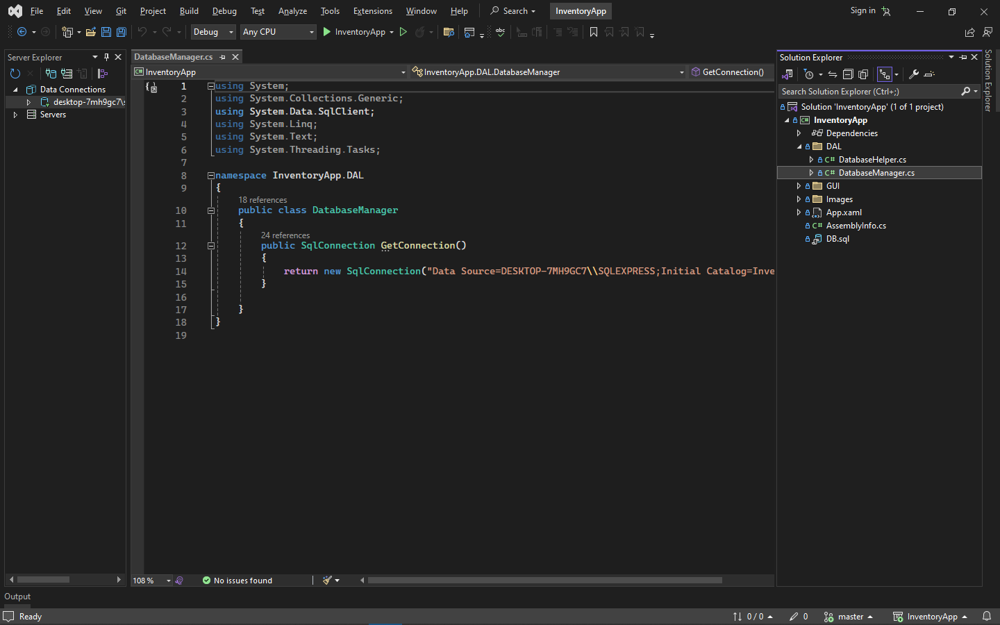 File Edit View Git Project Build Debug Test Analyze Tools Extensions Window Help Search InventoryApp Sign in
Debug Any CPU InventoryApp
Server Explorer
Data Connections
desktop-7mh9gc7\
Servers
DatabaseManager.cs
InventoryApp InventoryApp.DAL.DatabaseManager GetConnection()
1 using System;
2 using System.Collections.Generic;
3 using System.Data.SqlClient;
4 using System.Linq;
5 using System.Text;
6 using System.Threading.Tasks;
7
8 namespace InventoryApp.DAL
9 {
18 references
10 public class DatabaseManager
11 {
24 references
12 public SqlConnection GetConnection()
13 {
14 return new SqlConnection("Data Source=DESKTOP-7MH9GC7\\SQLEXPRESS;Initial Catalog=Inve
15 }
16
17 }
18 }
19
108 % No issues found
Solution Explorer
Search Solution Explorer (Ctrl+;)
Solution 'InventoryApp' (1 of 1 project)
InventoryApp
Dependencies
DAL
DatabaseHelper.cs
DatabaseManager.cs
GUI
Images
App.xaml
AssemblyInfo.cs
DB.sql
Solution Explorer
Output
Ready 0 / 0 0 master InventoryApp